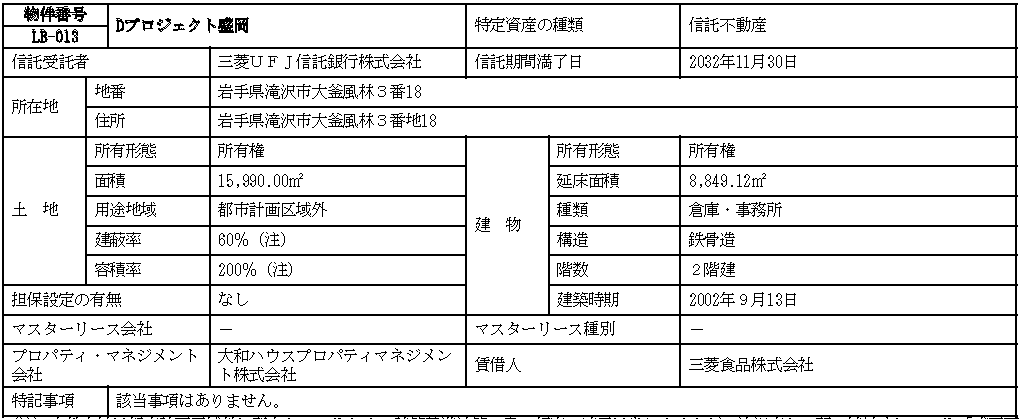 物件番号 Dプロジェクト盛岡 特定資産の種類 信託不動産
LB-013
信託受託者 三菱ＵＦＪ信託銀行株式会社 信託期間満了日 2032年11月30日
所在地 地番 岩手県滝沢市大釜風林３番18
住所 岩手県滝沢市大釜風林３番地18
土　地 所有形態 所有権 建　物 所有形態 所有権
面積 15,990.00㎡ 延床面積 8,849.12㎡
用途地域 都市計画区域外 種類 倉庫・事務所
建蔽率 60%（注） 構造 鉄骨造
容積率 200%（注） 階数 ２階建
担保設定の有無 なし 建築時期 2002年９月13日
マスターリース会社 － マスターリース種別 －
プロパティ・マネジメント会社 大和ハウスプロパティマネジメント株式会社 賃借人 三菱食品株式会社
特記事項 該当事項はありません。